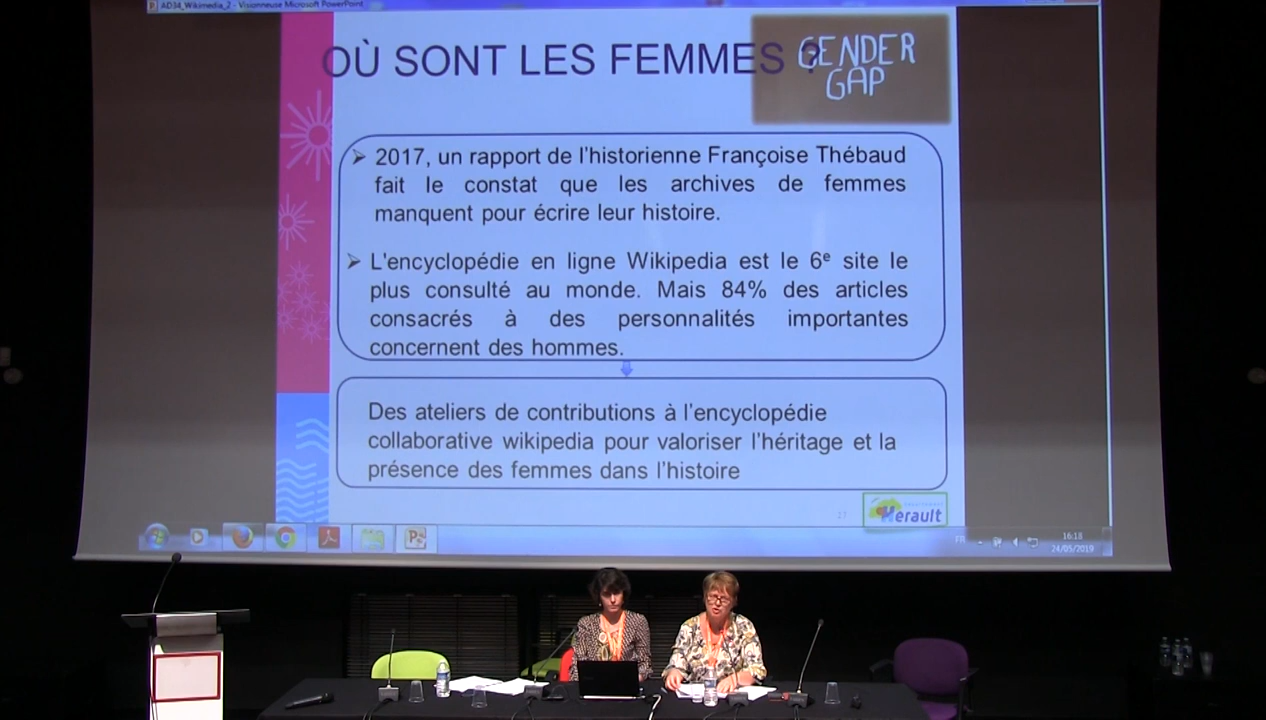 AD34_Wikimedia_2 - Visionneuse Microsoft PowerPoint
OÙ SONT LES FEMMES ?
GENDER
GAP
2017, un rapport de l'historienne Françoise Thébaud
fait le constat que les archives de femmes
manquent pour écrire leur histoire.
L'encyclopédie en ligne Wikipedia est le 6e site le
plus consulté au monde. Mais 84% des articles
consacrés à des personnalités importantes
concernent des hommes.
Des ateliers de contributions à l'encyclopédie
collaborative wikipedia pour valoriser l'héritage et la
présence des femmes dans l'histoire
27
Hérault
FR
16:18
24/05/2019